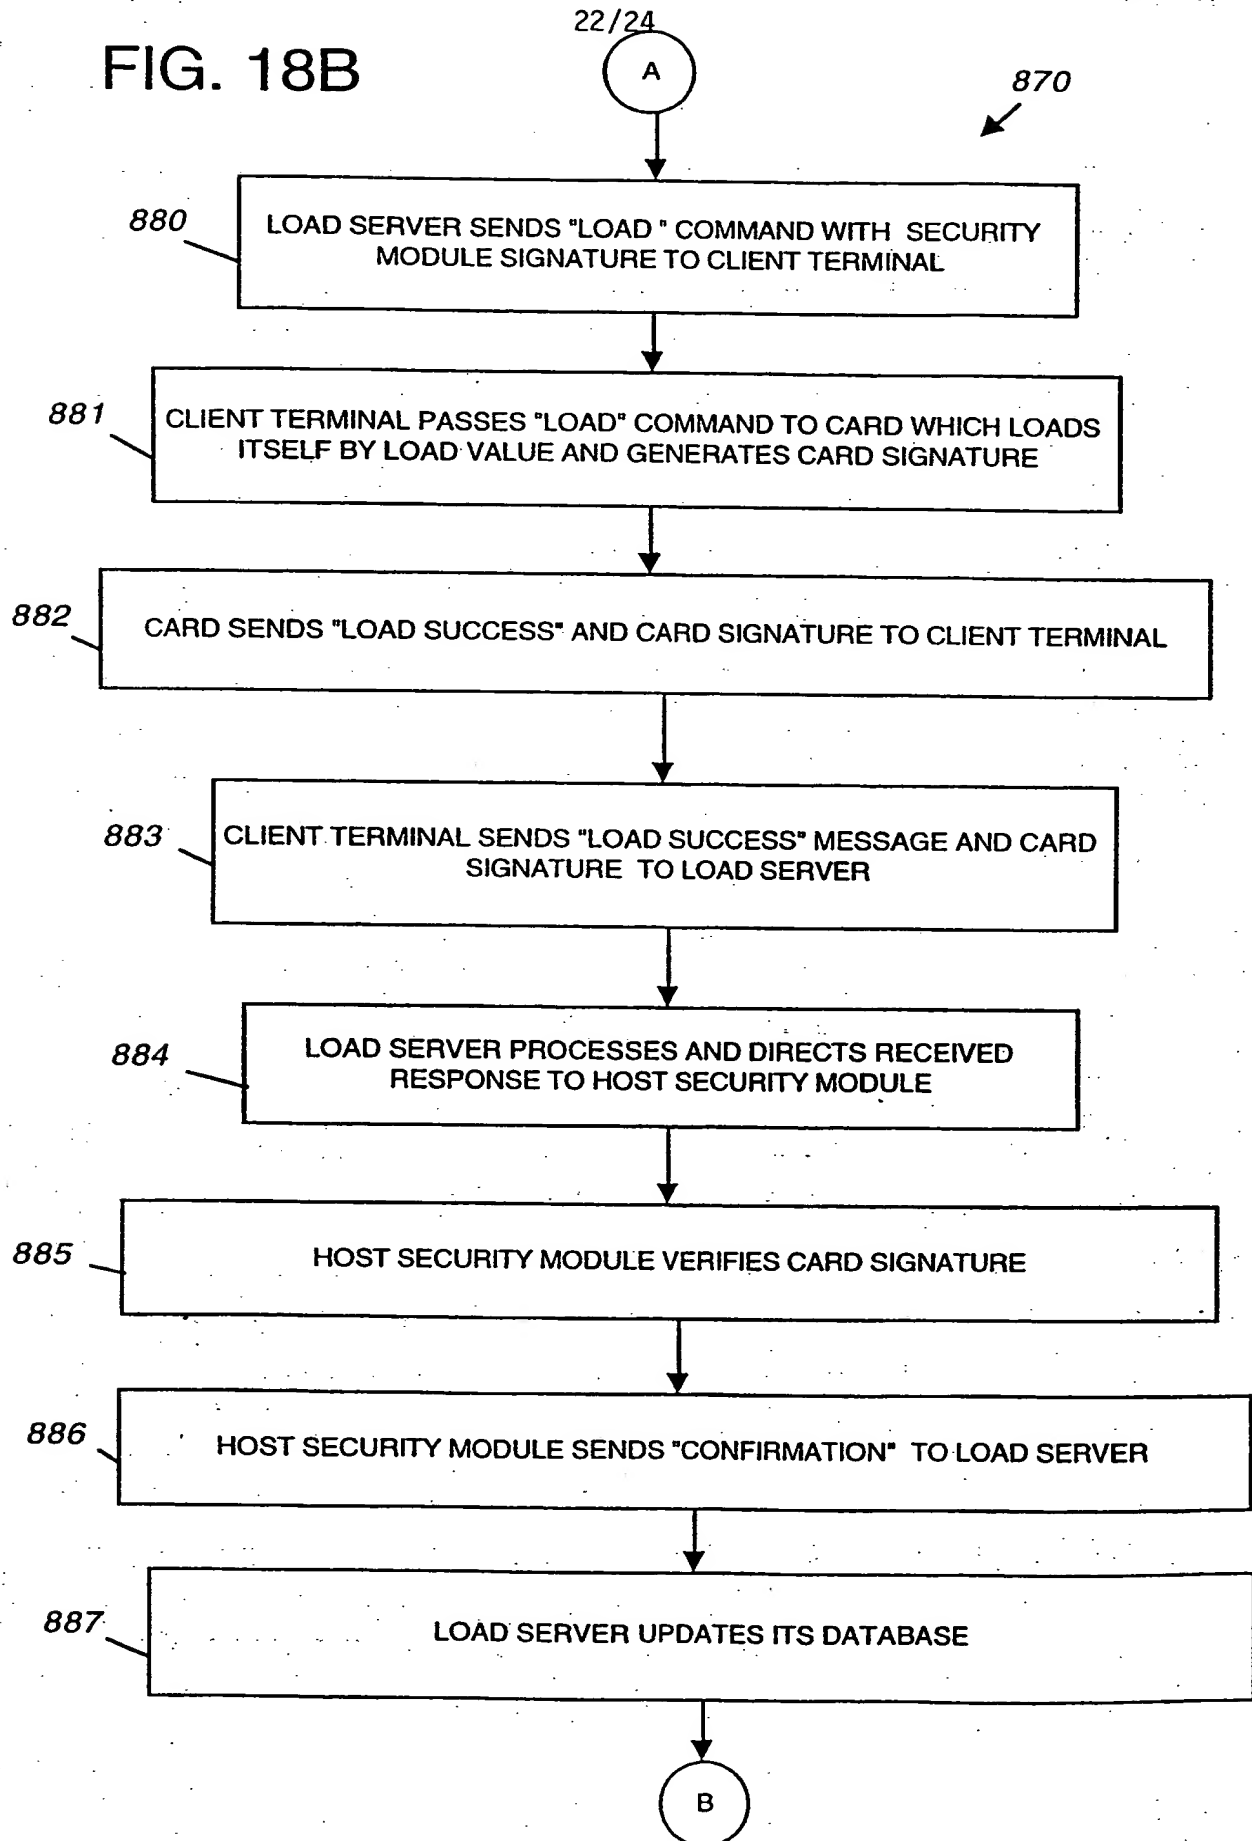 22/24
FIG. 18B
A
870
880
LOAD SERVER SENDS "LOAD " COMMAND WITH SECURITY
MODULE SIGNATURE TO CLIENT TERMINAL
881
CLIENT TERMINAL PASSES "LOAD" COMMAND TO CARD WHICH LOADS
ITSELF BY LOAD VALUE AND GENERATES CARD SIGNATURE
882
CARD SENDS "LOAD SUCCESS" AND CARD SIGNATURE TO CLIENT TERMINAL
883
CLIENT TERMINAL SENDS "LOAD SUCCESS" MESSAGE AND CARD
SIGNATURE TO LOAD SERVER
884
LOAD SERVER PROCESSES AND DIRECTS RECEIVED
RESPONSE TO HOST SECURITY MODULE
885
HOST SECURITY MODULE VERIFIES CARD SIGNATURE
886
HOST SECURITY MODULE SENDS "CONFIRMATION" TO LOAD SERVER
887
LOAD SERVER UPDATES ITS DATABASE
B